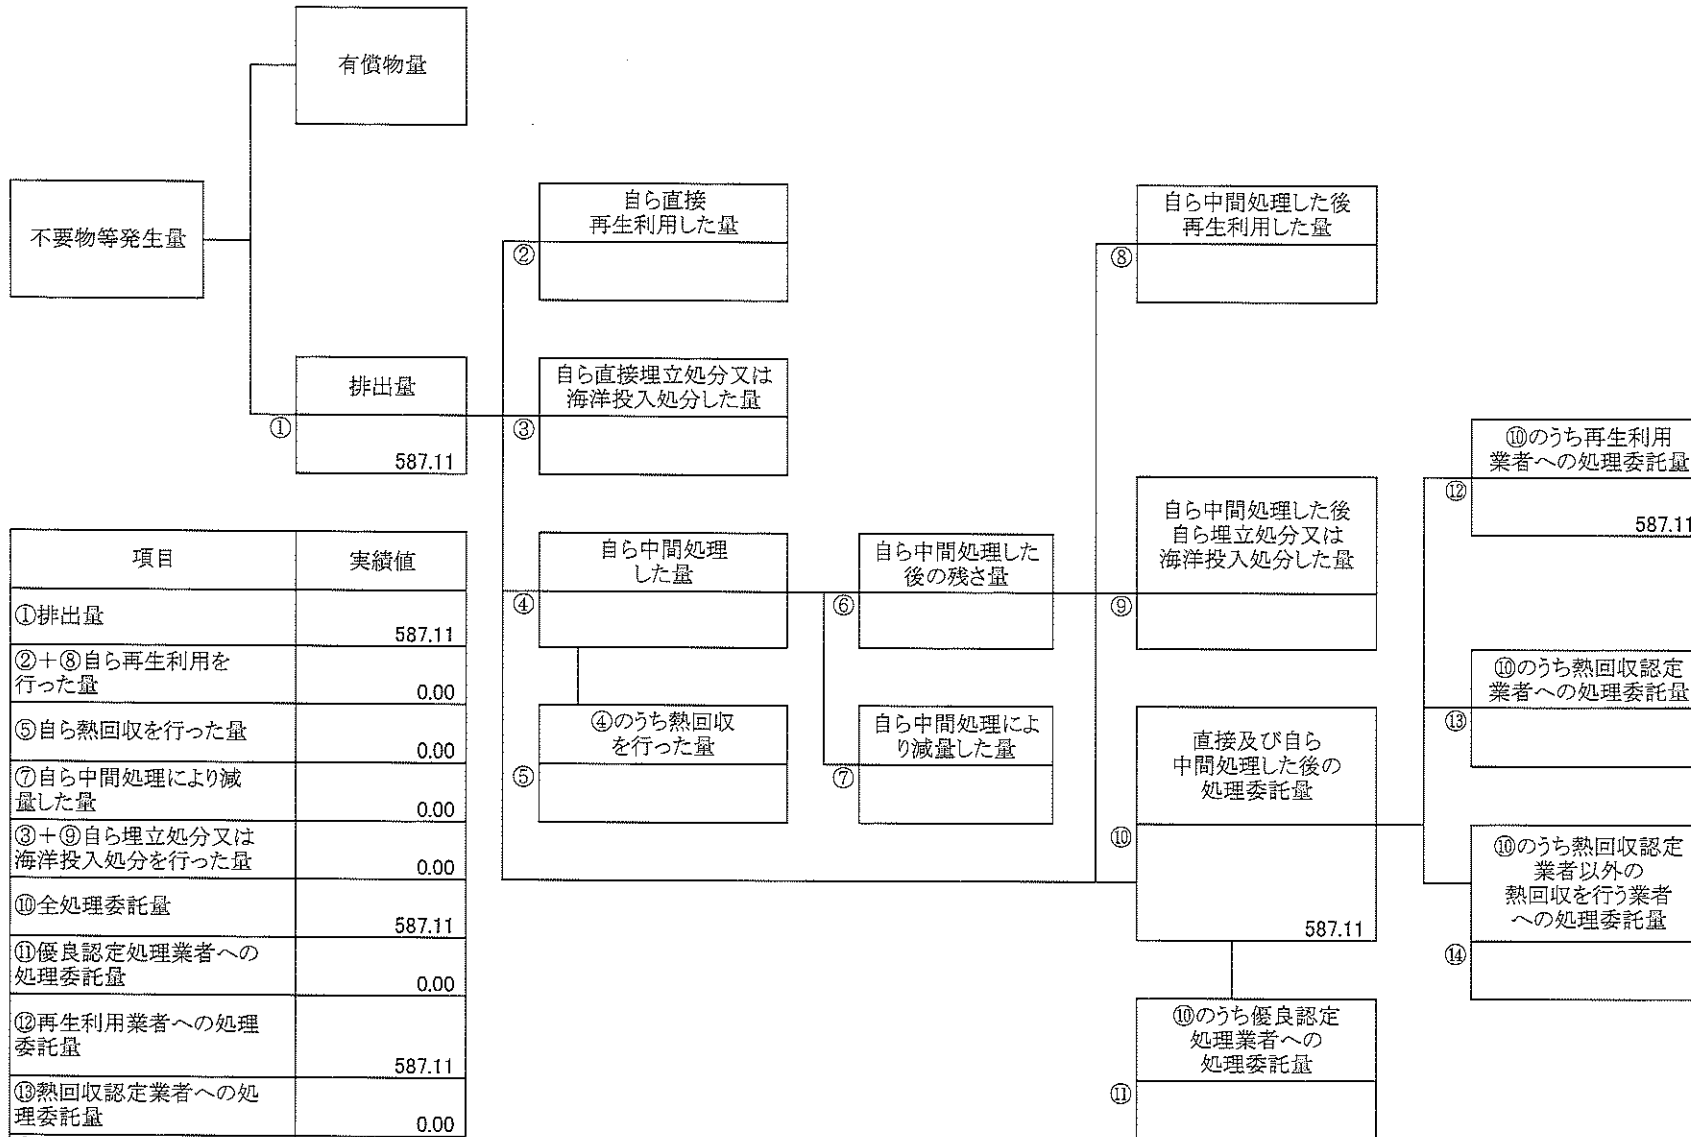 有償物量
不要物等発生量
排出量
①
587.11
自ら直接
再生利用した量
②
自ら直接埋立処分又は
海洋投入処分した量
③
自ら中間処理
した量
④
④のうち熱回収
を行った量
⑤
自ら中間処理した
後の残さ量
⑥
自ら中間処理によ
り減量した量
⑦
自ら中間処理した後
再生利用した量
⑧
自ら中間処理した後
自ら埋立処分又は
海洋投入処分した量
⑨
直接及び自ら
中間処理した後の
処理委託量
⑩
587.11
⑩のうち優良認定
処理業者への
処理委託量
⑪
⑩のうち再生利用
業者への処理委託量
⑫
587.11
⑩のうち熱回収認定
業者への処理委託量
⑬
⑩のうち熱回収認定
業者以外の
熱回収を行う業者
への処理委託量
⑭
項目 実績値
①排出量
587.11
②+⑧自ら再生利用を
行った量
0.00
⑤自ら熱回収を行った量
0.00
⑦自ら中間処理により減
量した量
0.00
③+⑨自ら埋立処分又は
海洋投入処分を行った量
0.00
⑩全処理委託量
587.11
⑪優良認定処理業者への
処理委託量
0.00
⑫再生利用業者への処理
委託量
587.11
⑬熱回収認定業者への処
理委託量
0.00